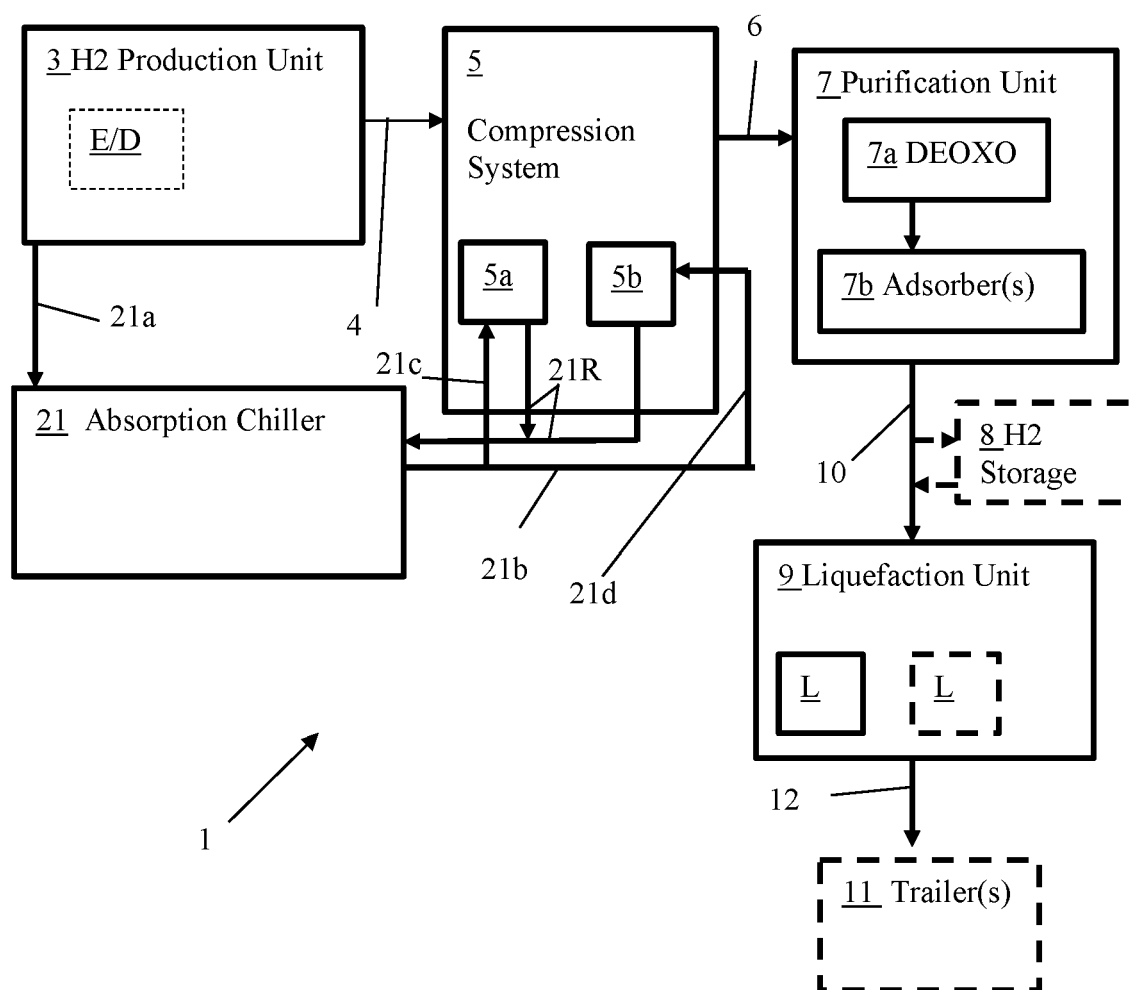 3 H2 Production Unit
E/D
4
5
Compression
System
5a
5b
6
7 Purification Unit
7a DEOXO
7b Adsorber(s)
21a
21c
21R
21 Absorption Chiller
21b
21d
10
8 H2
Storage
9 Liquefaction Unit
L
L
12
1
11 Trailer(s)